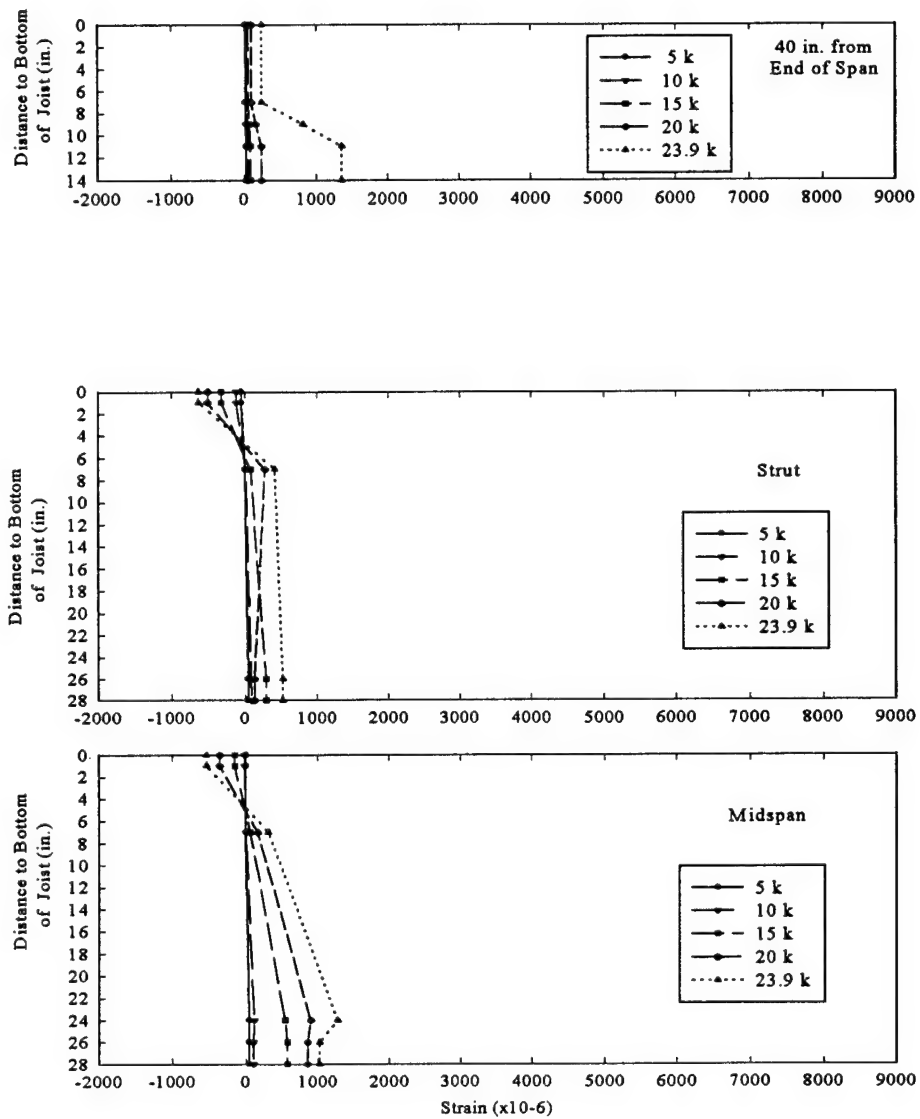 Distance to Bottom
of Joist (in.)
0
2
4
6
8
10
12
14
-2000 -1000 0 1000 2000 3000 4000 5000 6000 7000 8000 9000
5 k
10 k
15 k
20 k
23.9 k
40 in. from
End of Span
Distance to Bottom
of Joist (in.)
0
2
4
6
8
10
12
14
16
18
20
22
24
26
28
-2000 -1000 0 1000 2000 3000 4000 5000 6000 7000 8000 9000
Strut
5 k
10 k
15 k
20 k
23.9 k
Distance to Bottom
of Joist (in.)
0
2
4
6
8
10
12
14
16
18
20
22
24
26
28
-2000 -1000 0 1000 2000 3000 4000 5000 6000 7000 8000 9000
Midspan
5 k
10 k
15 k
20 k
23.9 k
Strain (x10-6)